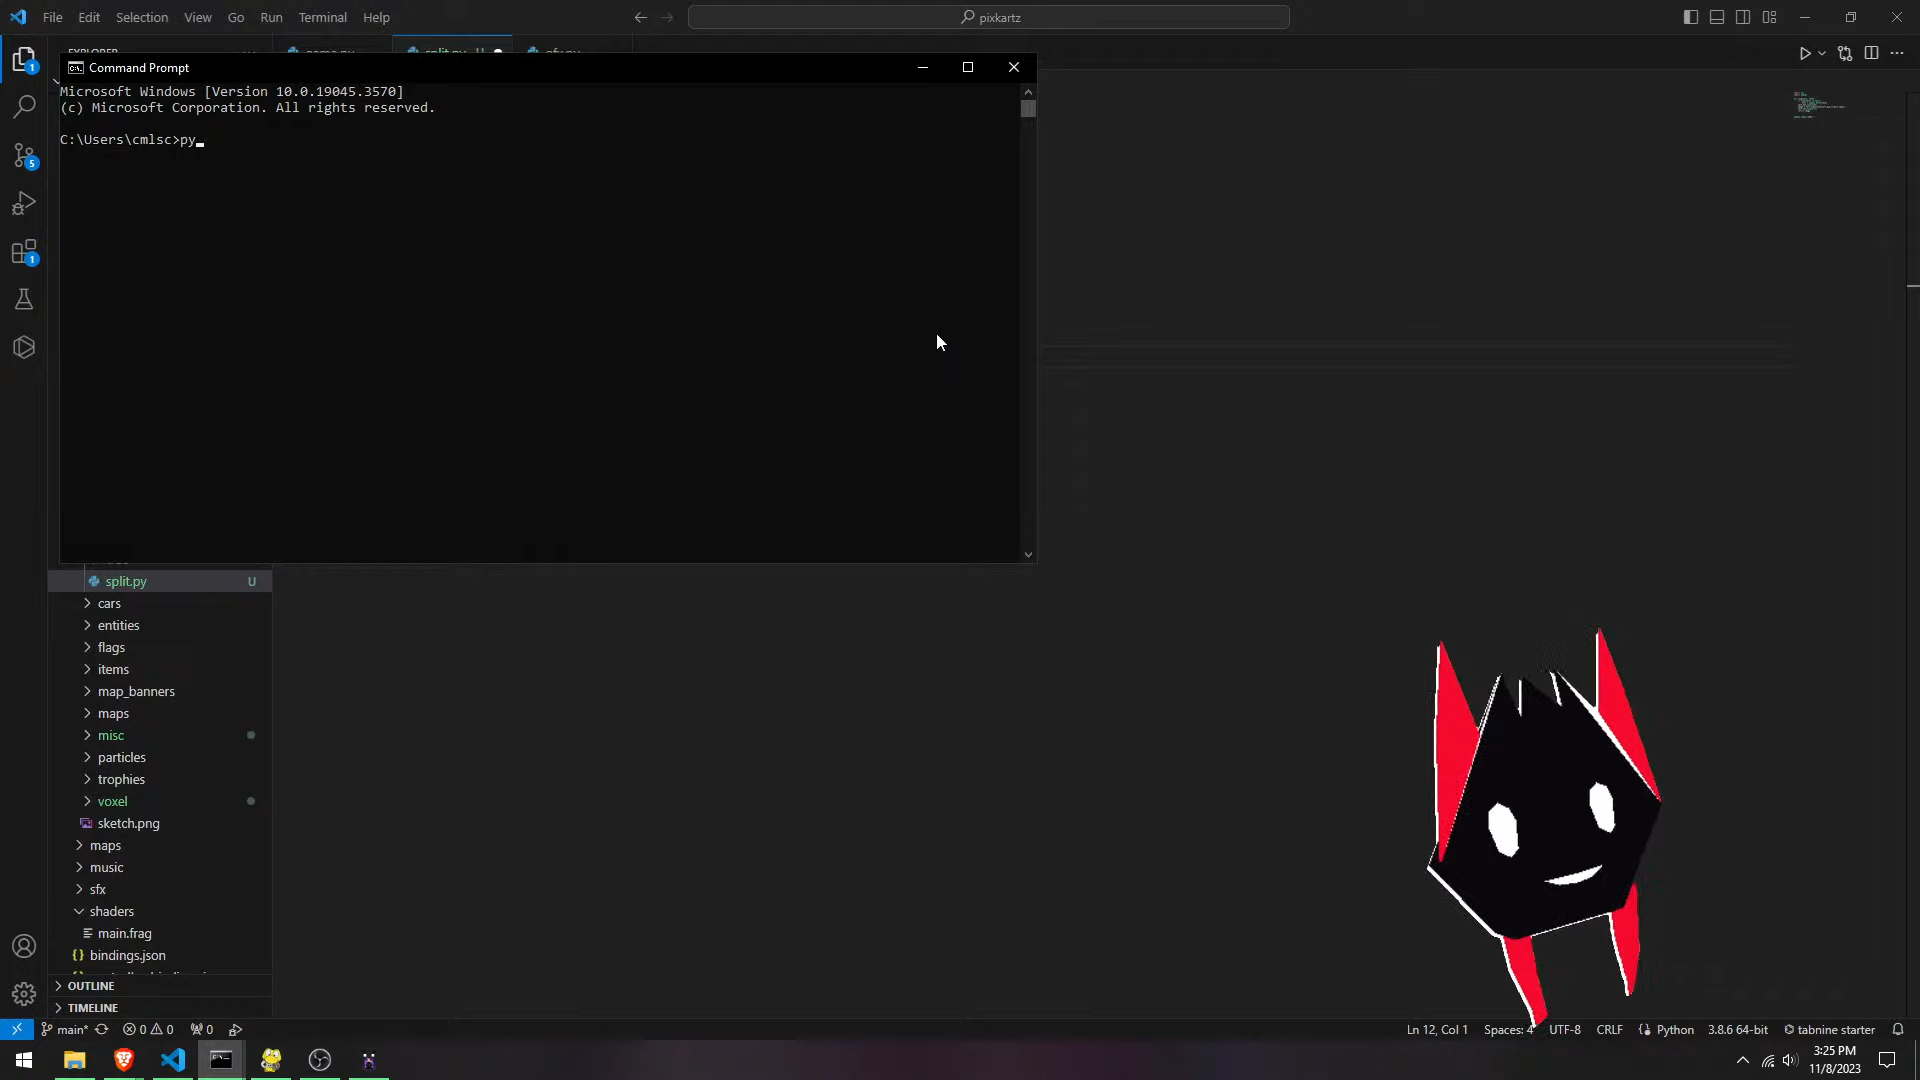 File Edit Selection View Go Run Terminal Help
pixkartz
Command Prompt
Microsoft Windows [Version 10.0.19045.3570]
(c) Microsoft Corporation. All rights reserved.
C:\Users\cmlsc>py
1
5
1
split.py U
cars
entities
flags
items
map_banners
maps
misc
particles
trophies
voxel
sketch.png
maps
music
sfx
shaders
main.frag
bindings.json
OUTLINE
TIMELINE
main* 0 0 0
Ln 12, Col 1 Spaces: 4 UTF-8 CRLF Python 3.8.6 64-bit tabnine starter
3:25 PM
11/8/2023